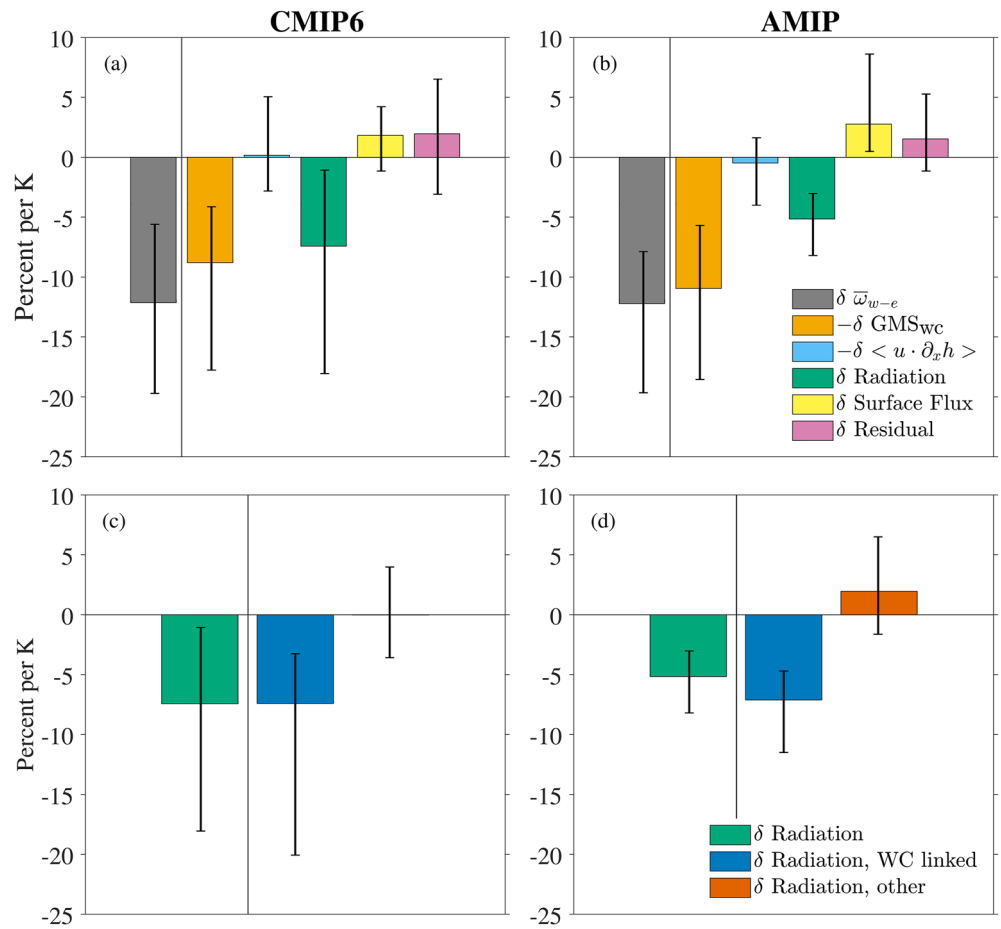 CMIP6
AMIP
(a)
(b)
10
5
0
-5
-10
-15
-20
-25
Percent per K
10
5
0
-5
-10
-15
-20
-25
δ ω̅w−e
−δ GMSWC
−δ < u · ∂xh >
δ Radiation
δ Surface Flux
δ Residual
(c)
(d)
10
5
0
-5
-10
-15
-20
-25
Percent per K
10
5
0
-5
-10
-15
-20
-25
δ Radiation
δ Radiation, WC linked
δ Radiation, other